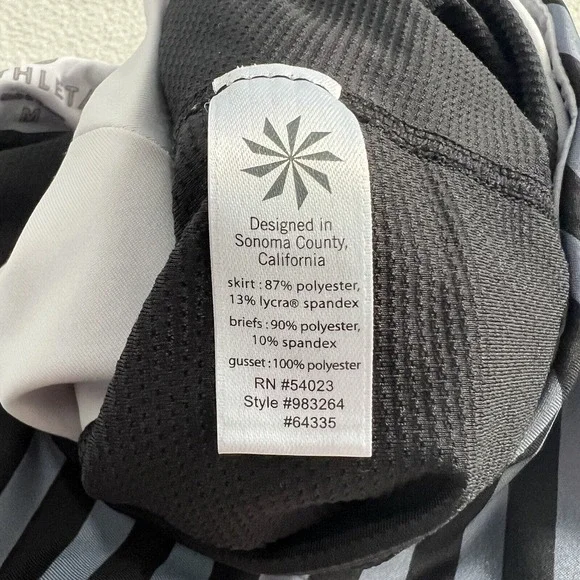 THLETA
M
Designed in
Sonoma County,
California
skirt : 87% polyester,
13% lycra® spandex
briefs : 90% polyester,
10% spandex
gusset : 100% polyester
RN #54023
Style #983264
#64335